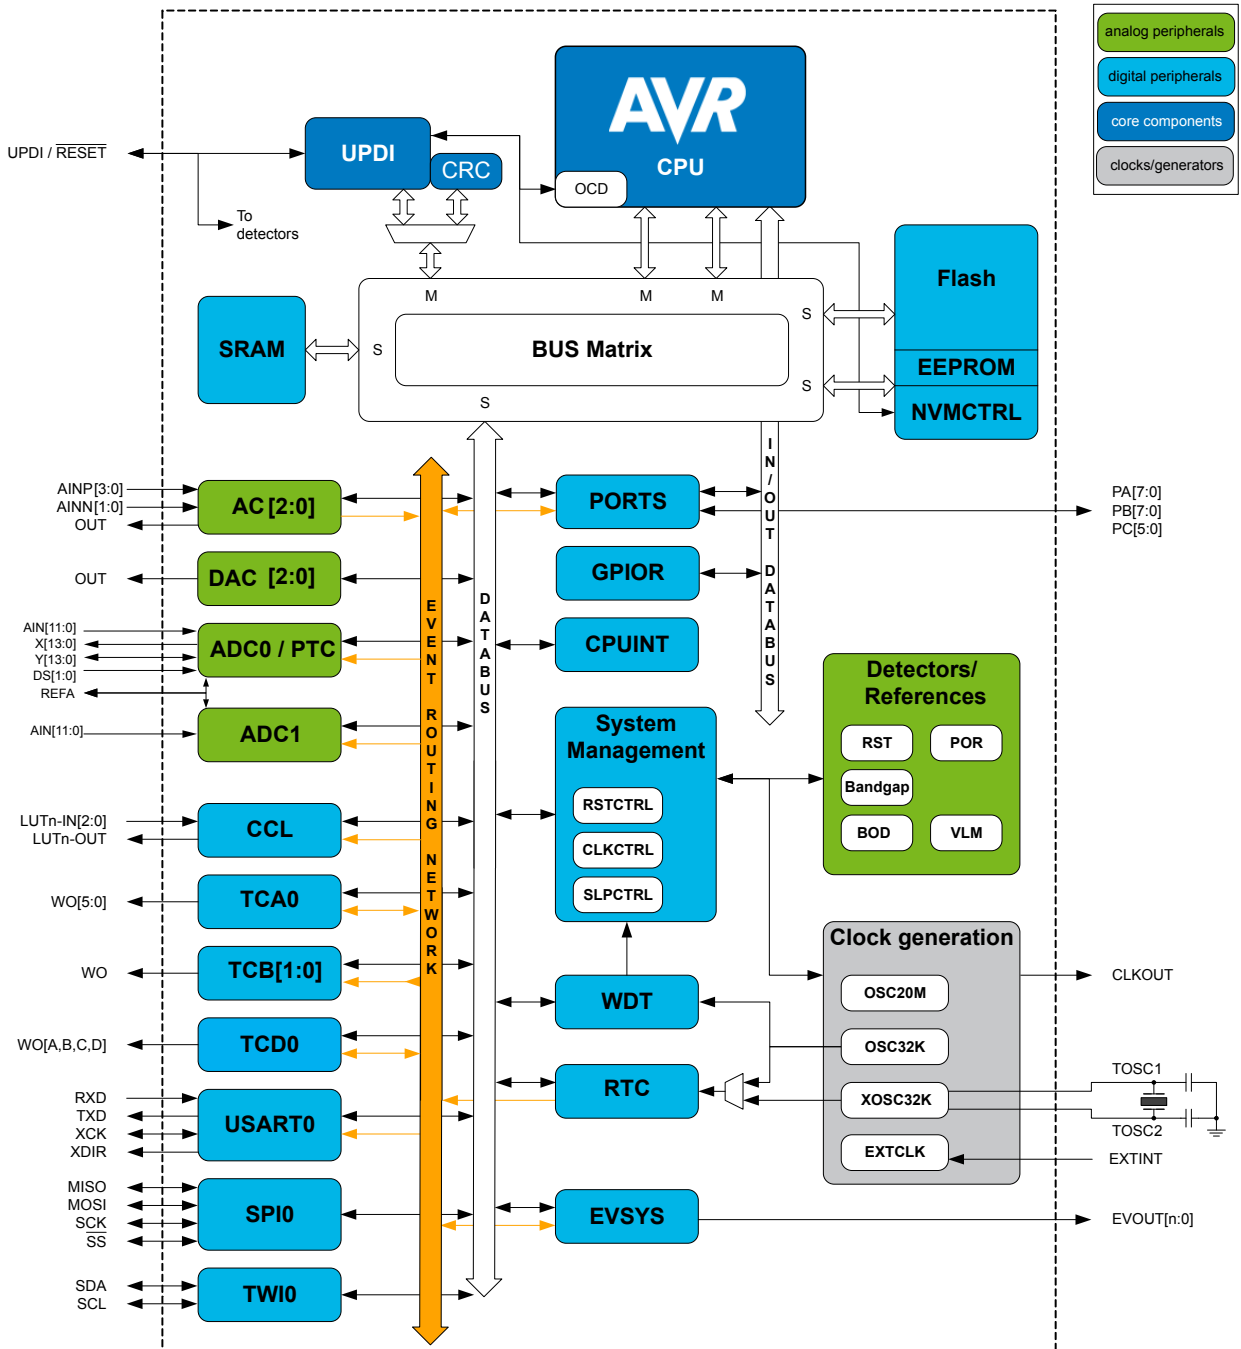 analog peripherals
digital peripherals
core components
clocks/generators
AVR
CPU
OCD
UPDI / RESET
UPDI
CRC
To
detectors
M
M
M
Flash
EEPROM
NVMCTRL
SRAM
S
BUS Matrix
S
S
S
AINP[3:0]
AINN[1:0]
OUT
AC [2:0]
OUT
DAC [2:0]
AIN[11:0]
X[13:0]
Y[13:0]
DS[1:0]
REFA
ADC0 / PTC
AIN[11:0]
ADC1
LUTn-IN[2:0]
LUTn-OUT
CCL
WO[5:0]
TCA0
WO
TCB[1:0]
WO[A,B,C,D]
TCD0
RXD
TXD
XCK
XDIR
USART0
MISO
MOSI
SCK
SS
SPI0
SDA
SCL
TWI0
EVENT ROUTING NETWORK
DATABUS
IN/OUT DATABUS
PORTS
PA[7:0]
PB[7:0]
PC[5:0]
GPIOR
CPUINT
System
Management
RSTCTRL
CLKCTRL
SLPCTRL
Detectors/
References
RST
POR
Bandgap
BOD
VLM
WDT
RTC
EVSYS
Clock generation
OSC20M
OSC32K
XOSC32K
EXTCLK
CLKOUT
TOSC1
TOSC2
EXTINT
EVOUT[n:0]